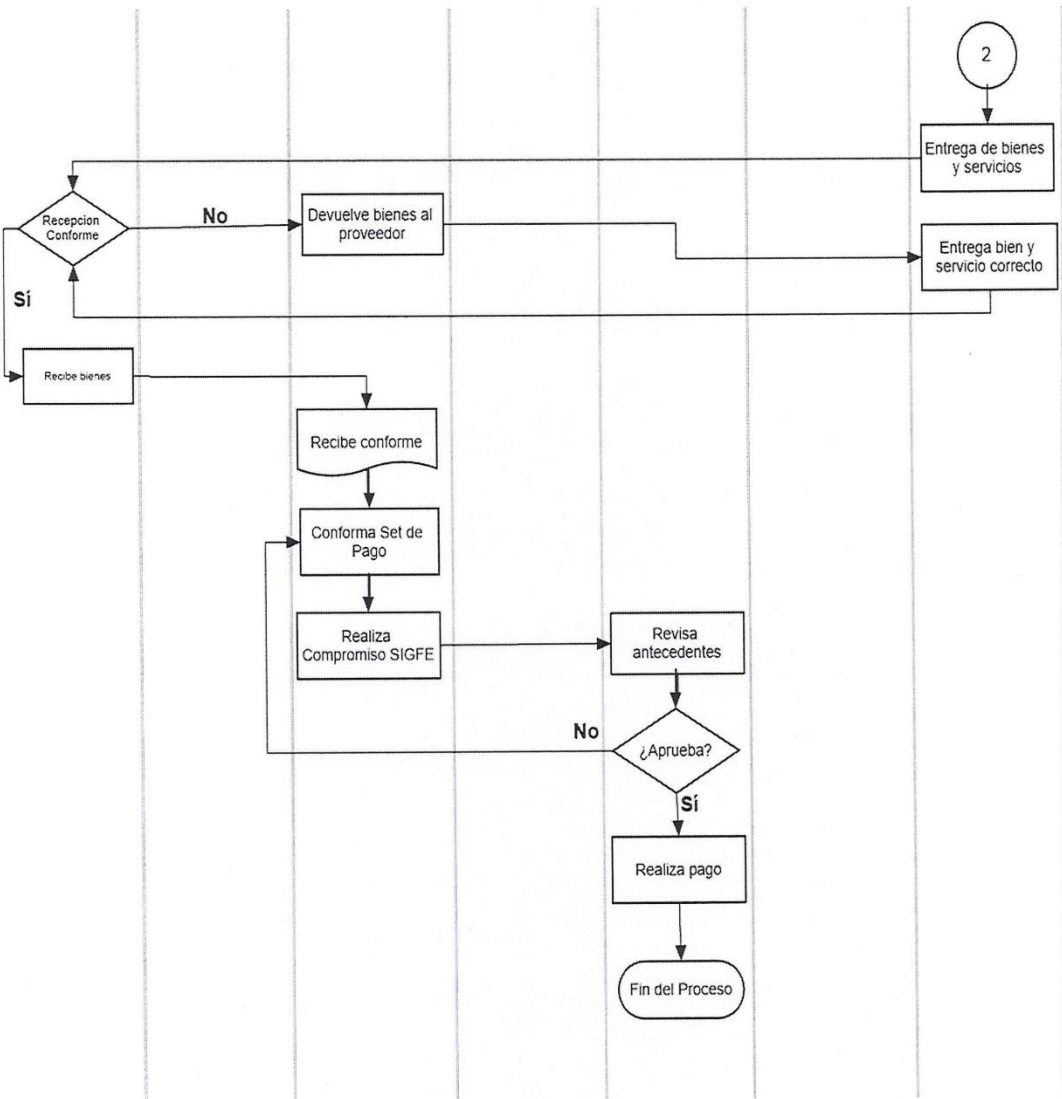 2
Entrega de bienes
y servicios
Recepcion
Conforme
No
Devuelve bienes al
proveedor
Entrega bien y
servicio correcto
Sí
Recibe bienes
Recibe conforme
Conforma Set de
Pago
Realiza
Compromiso SIGFE
Revisa
antecedentes
No
¿Aprueba?
Sí
Realiza pago
Fin del Proceso